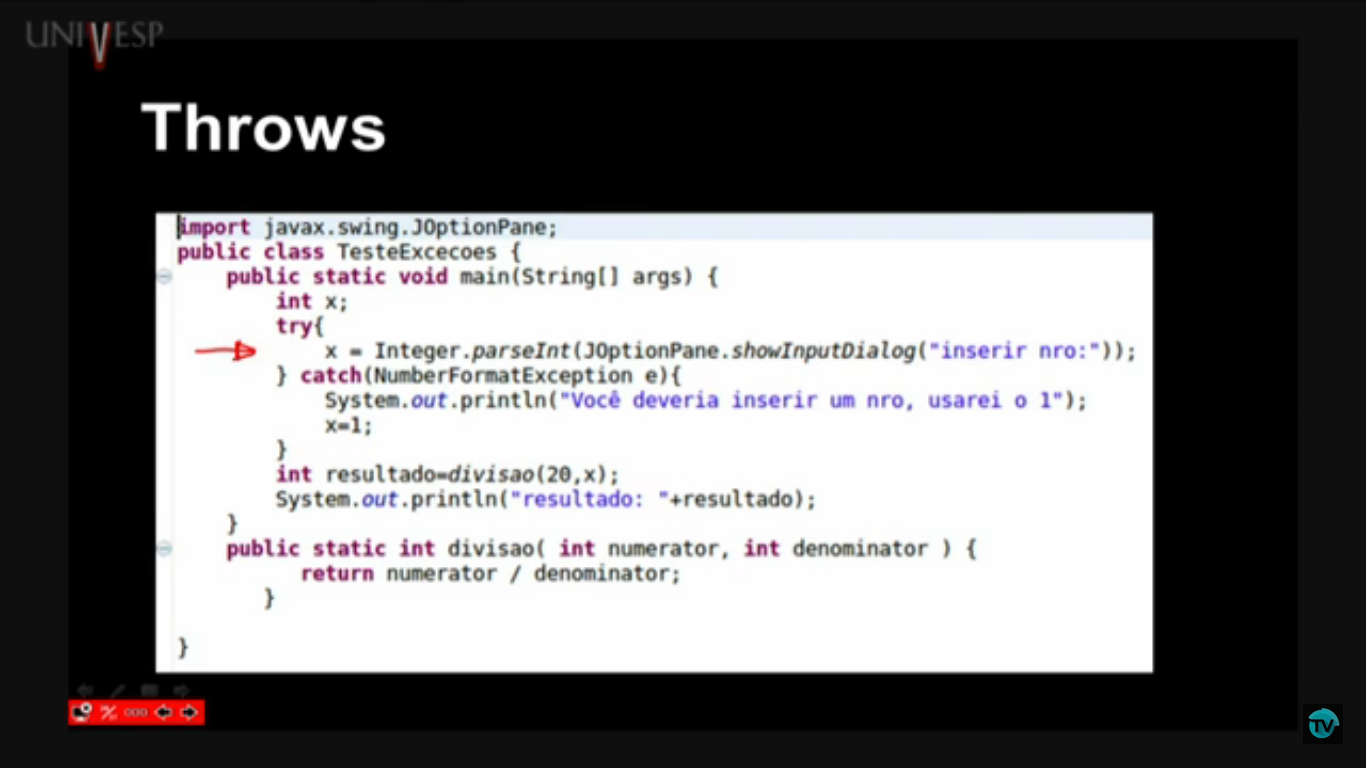 UNIVESP
Throws
import javax.swing.JOptionPane;
public class TesteExcecoes {
public static void main(String[] args) {
int x;
try{
x = Integer.parseInt(JOptionPane.showInputDialog("inserir nro:"));
} catch(NumberFormatException e){
System.out.println("Você deveria inserir um nro, usarei o 1");
x=1;
}
int resultado=divisao(20,x);
System.out.println("resultado: "+resultado);
}
public static int divisao( int numerator, int denominator ) {
return numerator / denominator;
}
}
TV